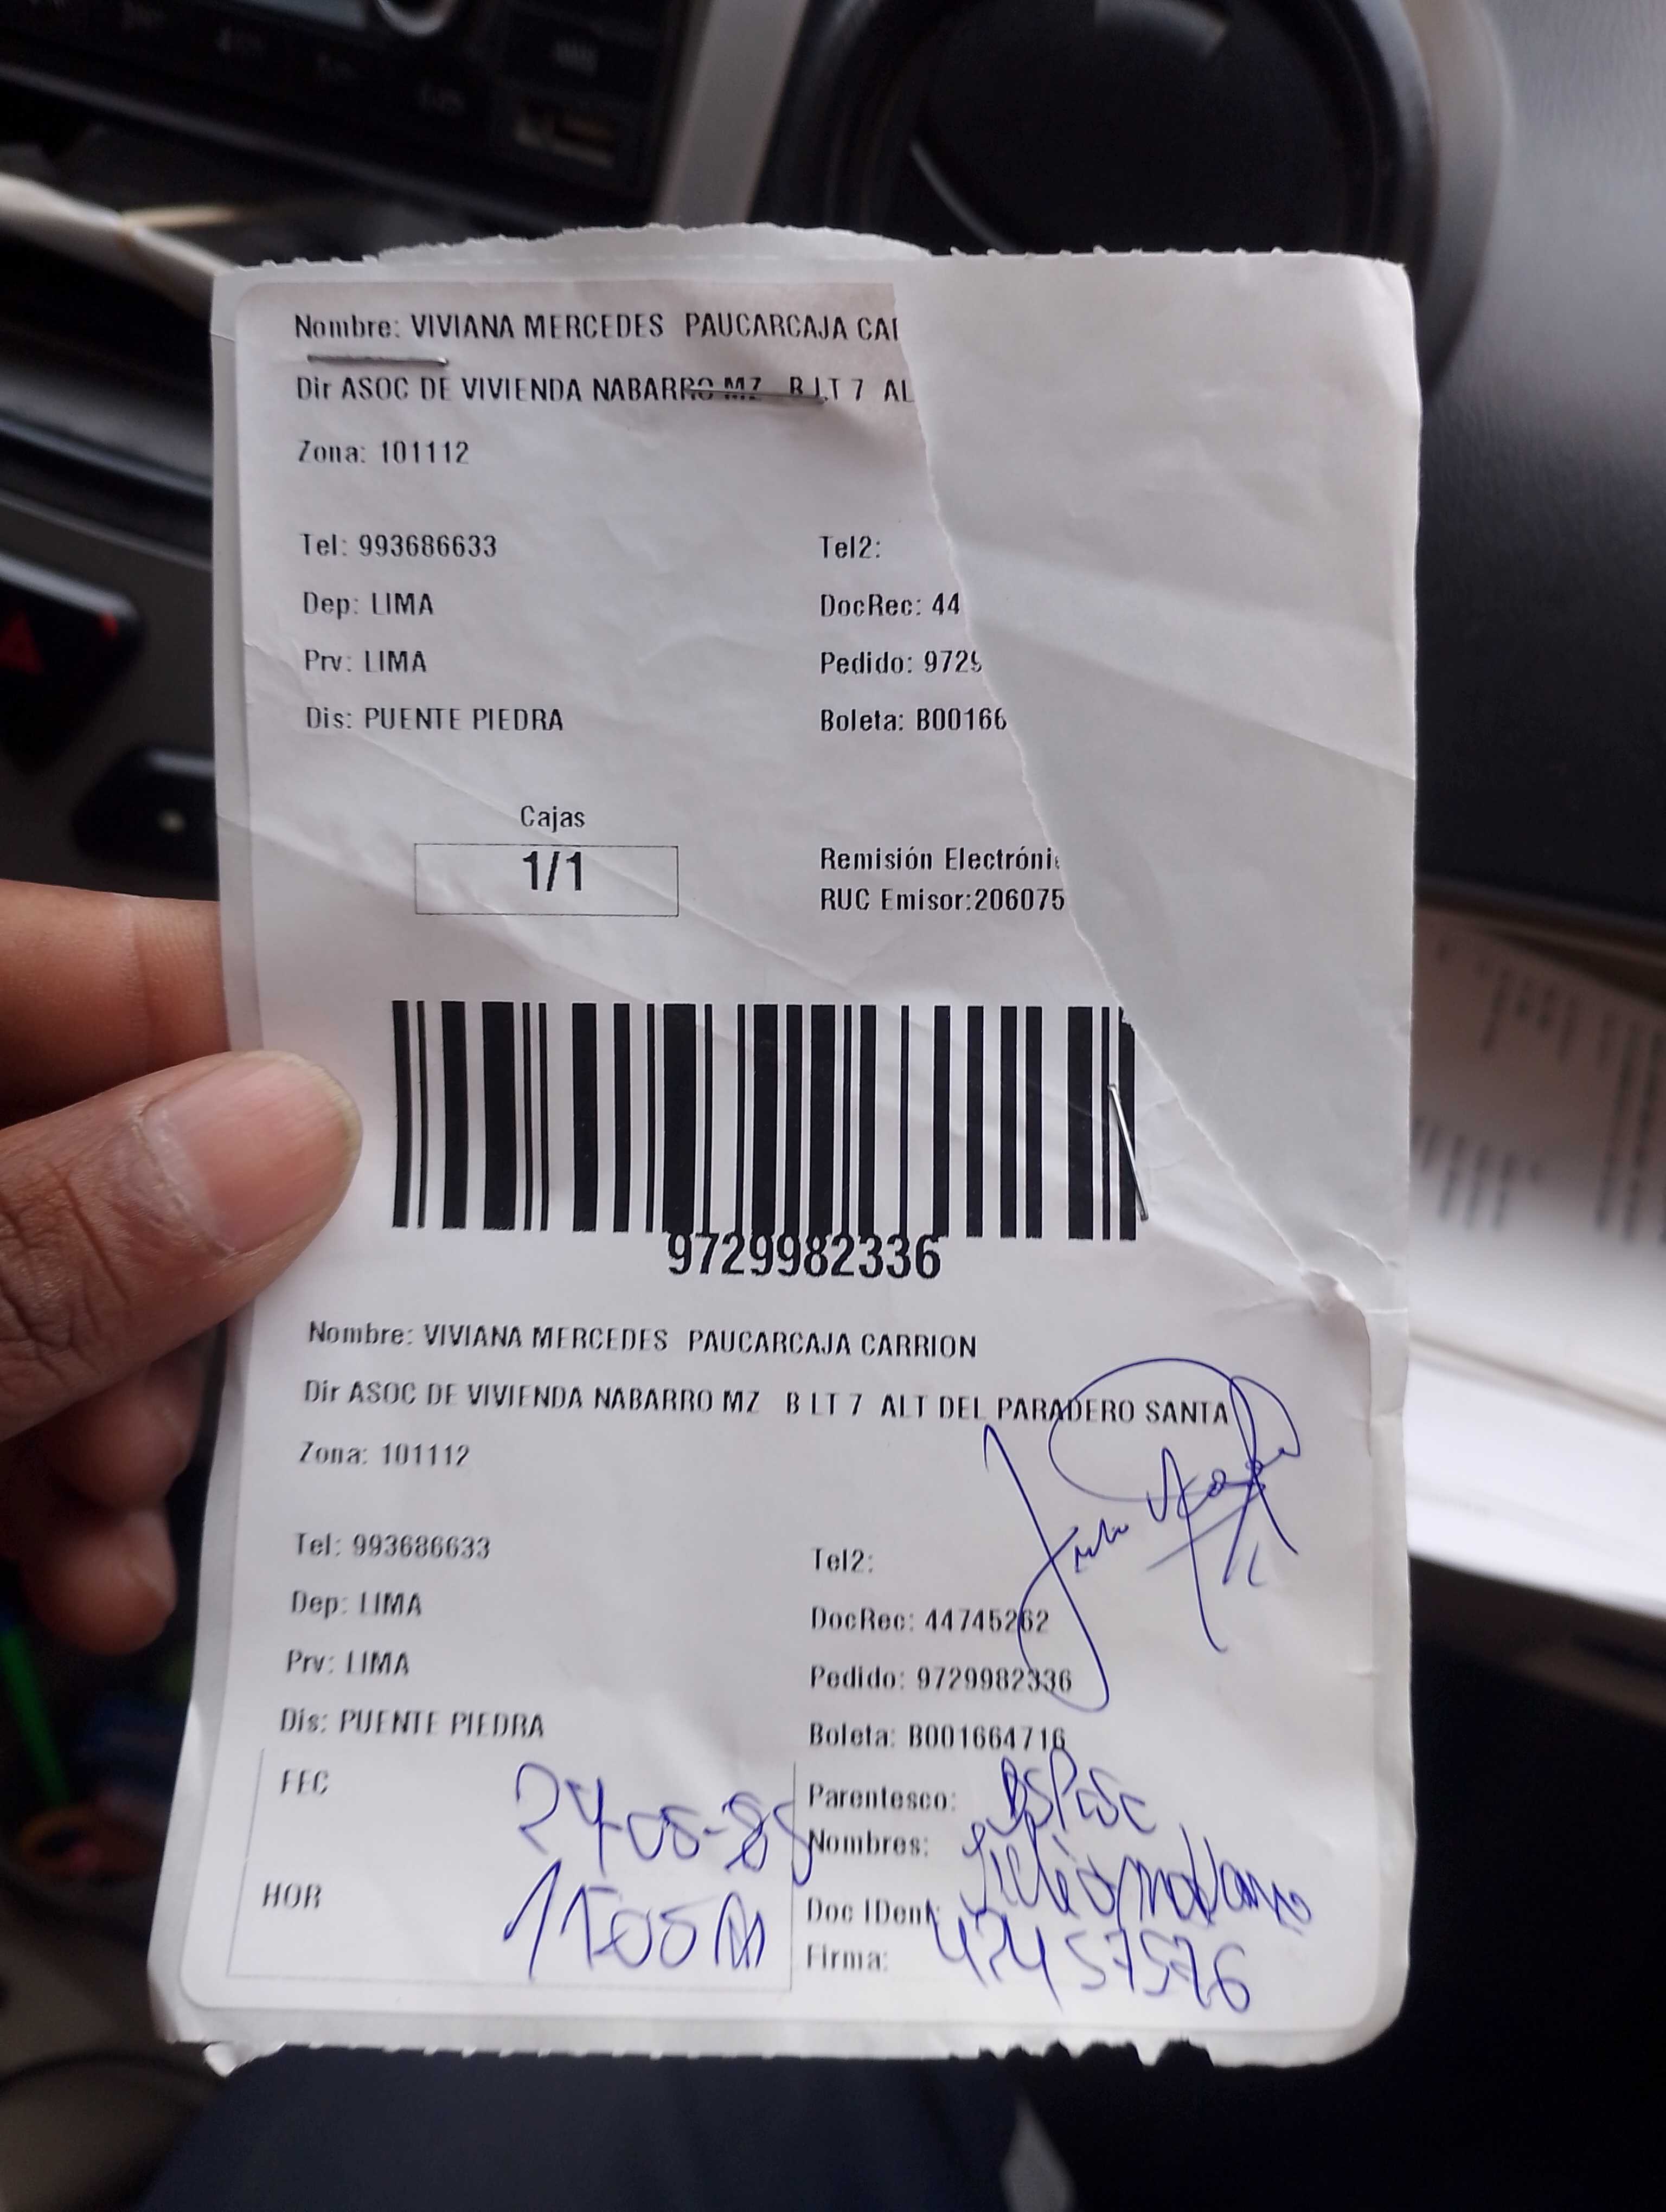 Nombre: VIVIANA MERCEDES PAUCARCAJA CAI
Dir ASOC DE VIVIENDA NABARRO MZ B LT 7 AL
Zona: 101112
Tel: 993686633 Tel2:
Dep: LIMA DocRec: 44
Prv: LIMA Pedido: 9729
Dis: PUENTE PIEDRA Boleta: B00166
Cajas
1/1
Remisión Electróni
RUC Emisor:206075
9729982336
Nombre: VIVIANA MERCEDES PAUCARCAJA CARRION
Dir ASOC DE VIVIENDA NABARRO MZ B LT 7 ALT DEL PARADERO SANTA
Zona: 101112
Tel: 993686633 Tel2:
Dep: LIMA DocRec: 44745262
Prv: LIMA Pedido: 9729982336
Dis: PUENTE PIEDRA Boleta: B001664716
FEC Parentesco:
Nombres:
HOR Doc IDent:
Firma: